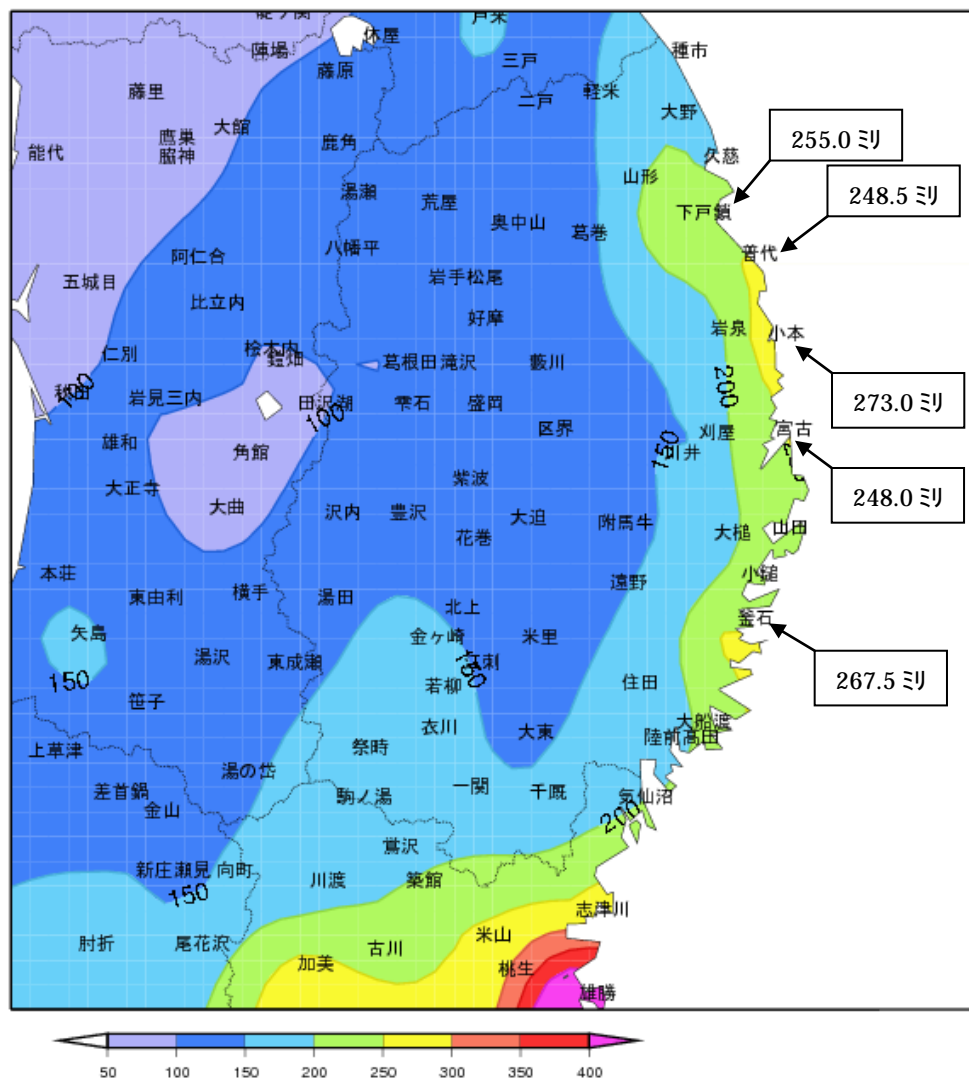 休屋
戸来
陣場
三戸
種市
藤原
藤里
二戸
軽米
大野
大館
鷹巣
脇神
能代
鹿角
久慈
255.0 ミリ
湯瀬
山形
荒屋
下戸鎖
248.5 ミリ
奥中山
葛巻
八幡平
普代
阿仁合
岩手松尾
五城目
比立内
好摩
岩泉
小本
仁別
桧木内
鎧畑
葛根田
滝沢
藪川
100
岩見三内
田沢湖
雫石
盛岡
200
273.0 ミリ
100
雄和
角館
区界
150
刈屋
宮古
大正寺
紫波
248.0 ミリ
大曲
沢内
豊沢
大迫
附馬牛
大槌
山田
花巻
本荘
東由利
横手
湯田
遠野
小鎚
北上
矢島
金ヶ崎
米里
釜石
湯沢
東成瀬
150
267.5 ミリ
150
若柳
住田
笹子
衣川
大東
大船渡
陸前高田
上草津
祭畤
湯の岱
差首鍋
駒ノ湯
一関
千厩
気仙沼
金山
200
鶯沢
新庄
瀬見
向町
川渡
築館
150
志津川
肘折
尾花沢
古川
米山
加美
桃生
雄勝
50
100
150
200
250
300
350
400